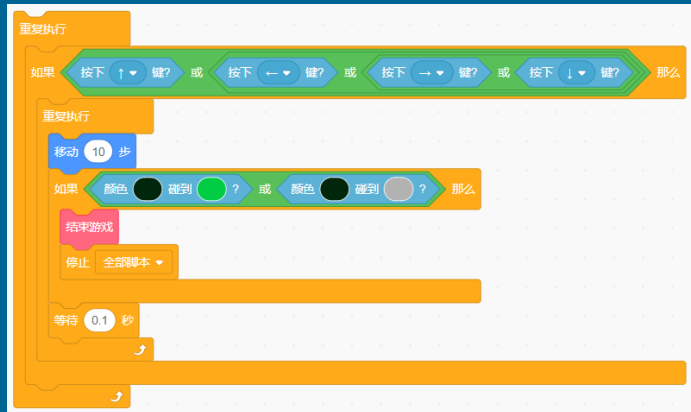 重复执行
如果 按下 ↑ 键? 或 按下 ← 键? 或 按下 → 键? 或 按下 ↓ 键? 那么
重复执行
移动 10 步
如果 颜色 碰到 ? 或 颜色 碰到 ? 那么
结束游戏
停止 全部脚本
等待 0.1 秒